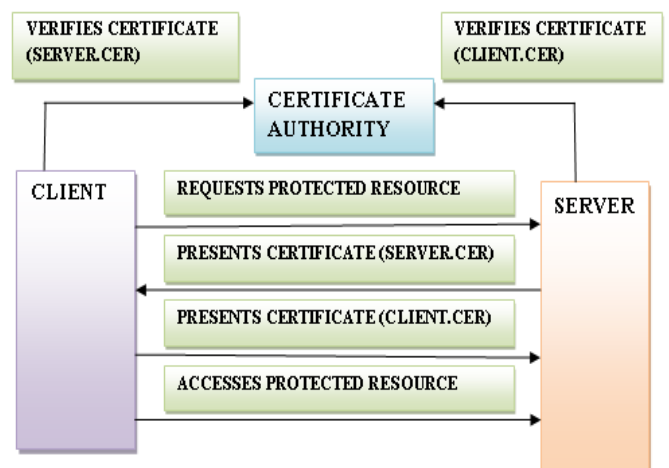 VERIFIES CERTIFICATE
(SERVER.CER)
VERIFIES CERTIFICATE
(CLIENT.CER)
CERTIFICATE
AUTHORITY
CLIENT
REQUESTS PROTECTED RESOURCE
SERVER
PRESENTS CERTIFICATE (SERVER.CER)
PRESENTS CERTIFICATE (CLIENT.CER)
ACCESSES PROTECTED RESOURCE